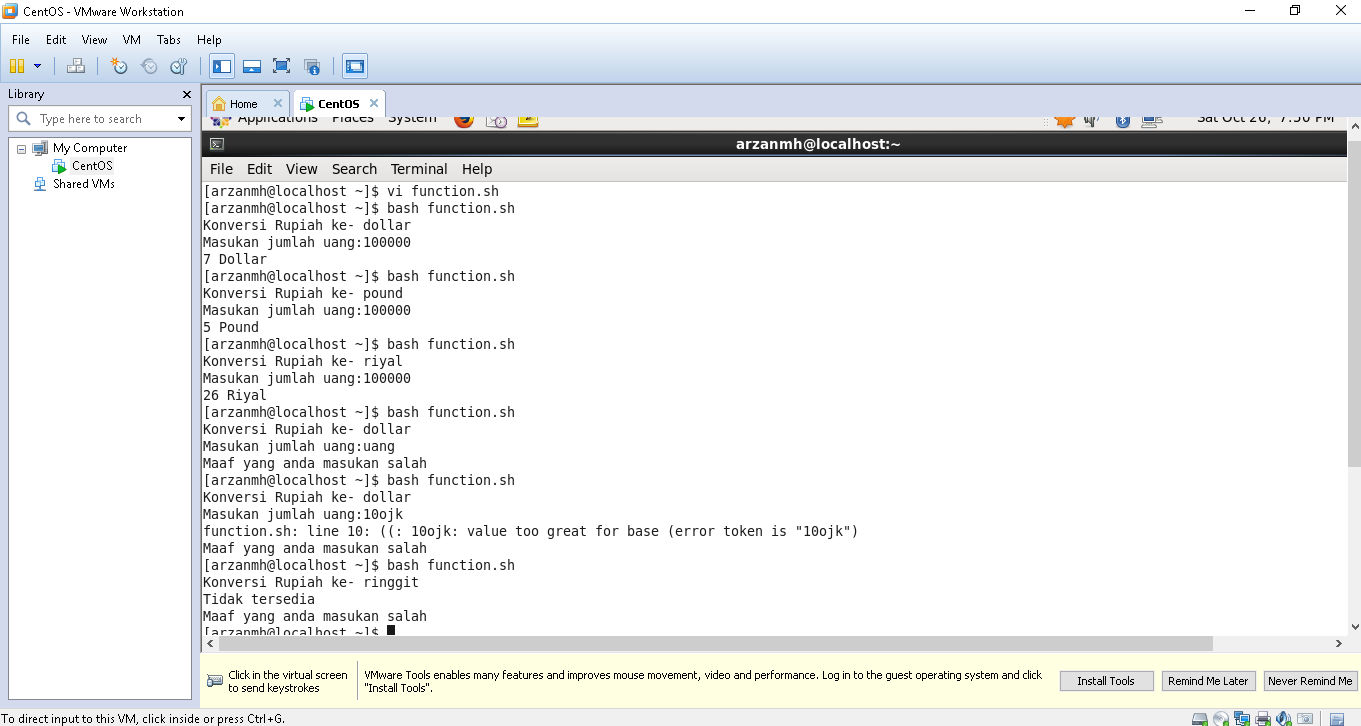 CentOS - VMware Workstation
File Edit View VM Tabs Help
Library
Type here to search
My Computer
CentOS
Shared VMs
Home
CentOS
Applications Places System
Sat Oct 26, 7:50 PM
arzanmh@localhost:~
File Edit View Search Terminal Help
[arzanmh@localhost ~]$ vi function.sh
[arzanmh@localhost ~]$ bash function.sh
Konversi Rupiah ke- dollar
Masukan jumlah uang:100000
7 Dollar
[arzanmh@localhost ~]$ bash function.sh
Konversi Rupiah ke- pound
Masukan jumlah uang:100000
5 Pound
[arzanmh@localhost ~]$ bash function.sh
Konversi Rupiah ke- riyal
Masukan jumlah uang:100000
26 Riyal
[arzanmh@localhost ~]$ bash function.sh
Konversi Rupiah ke- dollar
Masukan jumlah uang:uang
Maaf yang anda masukan salah
[arzanmh@localhost ~]$ bash function.sh
Konversi Rupiah ke- dollar
Masukan jumlah uang:10ojk
function.sh: line 10: ((: 10ojk: value too great for base (error token is "10ojk")
Maaf yang anda masukan salah
[arzanmh@localhost ~]$ bash function.sh
Konversi Rupiah ke- ringgit
Tidak tersedia
Maaf yang anda masukan salah
[arzanmh@localhost ~]$
Click in the virtual screen
to send keystrokes
VMware Tools enables many features and improves mouse movement, video and performance. Log in to the guest operating system and click
"Install Tools".
Install Tools
Remind Me Later
Never Remind Me
To direct input to this VM, click inside or press Ctrl+G.